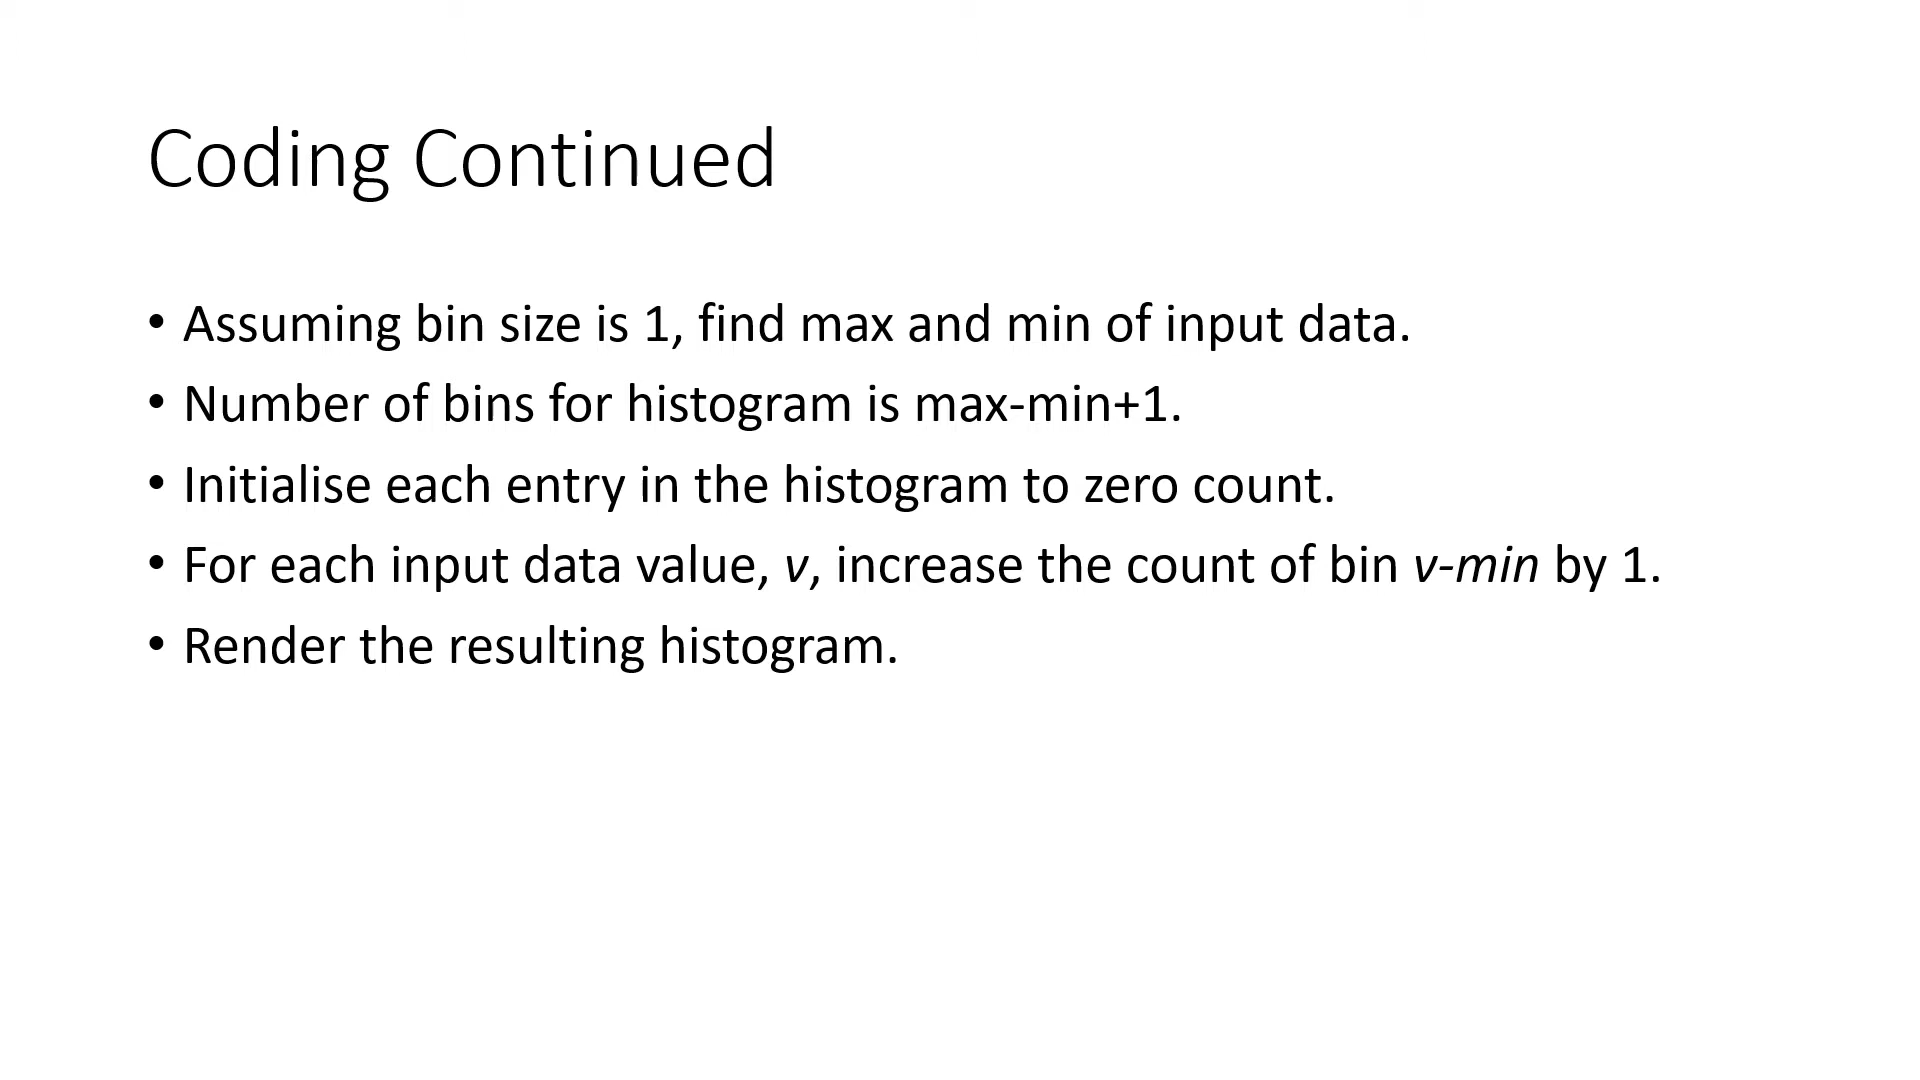 Coding Continued
• Assuming bin size is 1, find max and min of input data.
• Number of bins for histogram is max-min+1.
• Initialise each entry in the histogram to zero count.
• For each input data value, v, increase the count of bin v-min by 1.
• Render the resulting histogram.